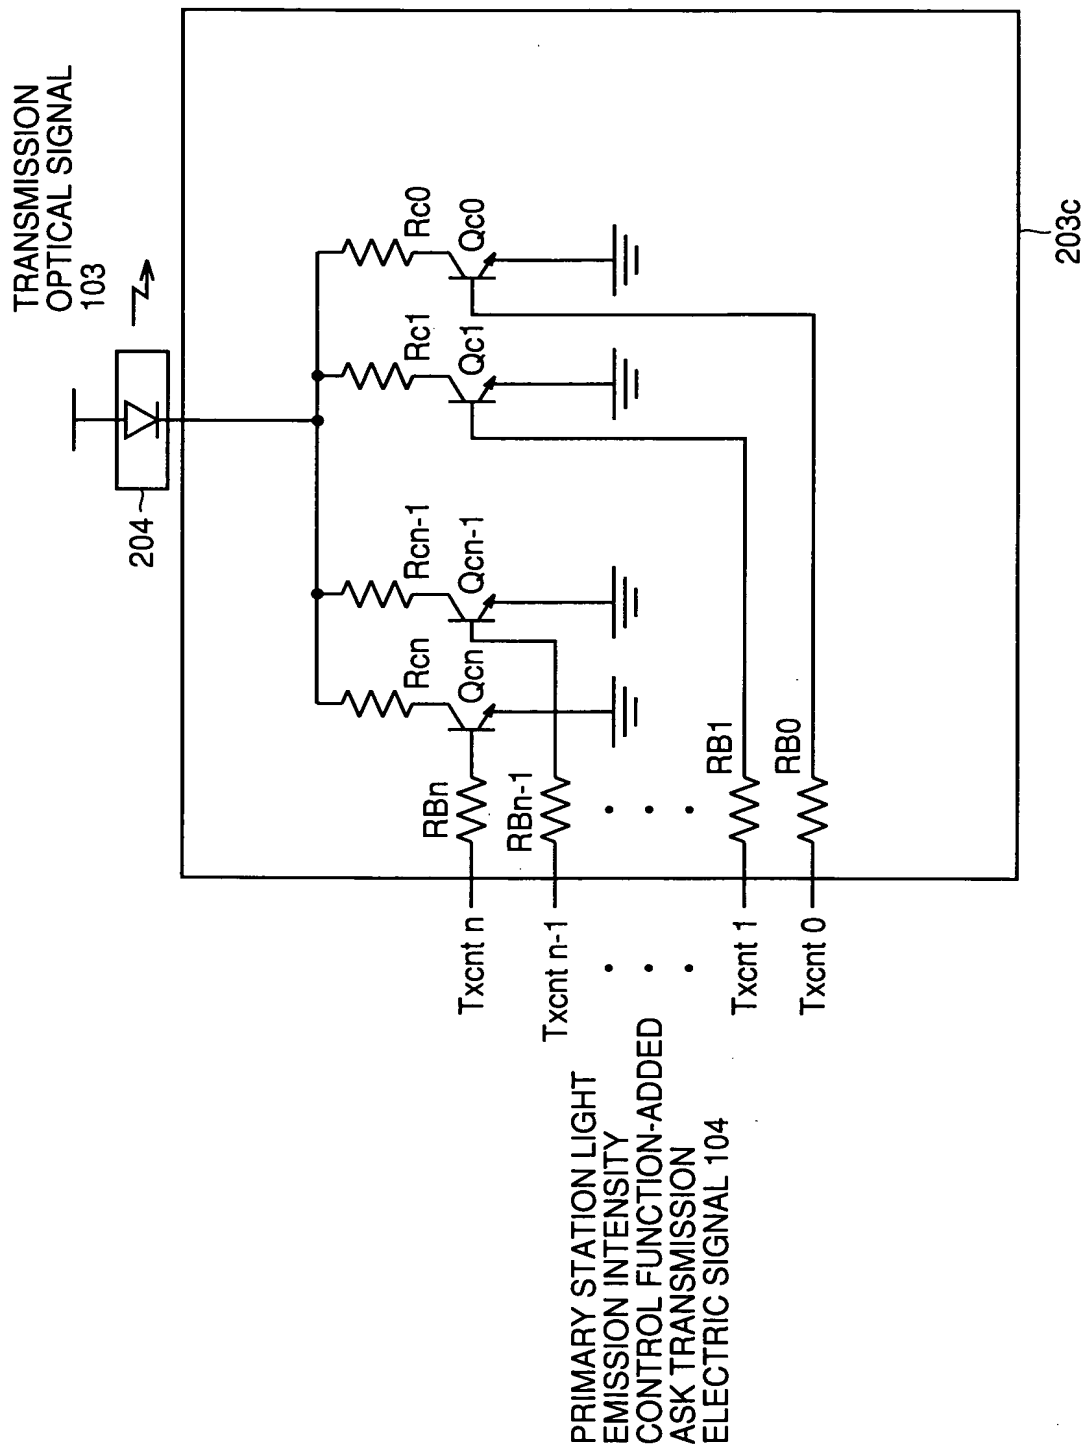 TRANSMISSION
OPTICAL SIGNAL
103
204
Rcn
Rcn-1
Rc1
Rc0
Qcn
Qcn-1
Qc1
Qc0
RBn
RBn-1
RB1
RB0
Txcnt n
Txcnt n-1
Txcnt 1
Txcnt 0
PRIMARY STATION LIGHT
EMISSION INTENSITY
CONTROL FUNCTION-ADDED
ASK TRANSMISSION
ELECTRIC SIGNAL 104
203c